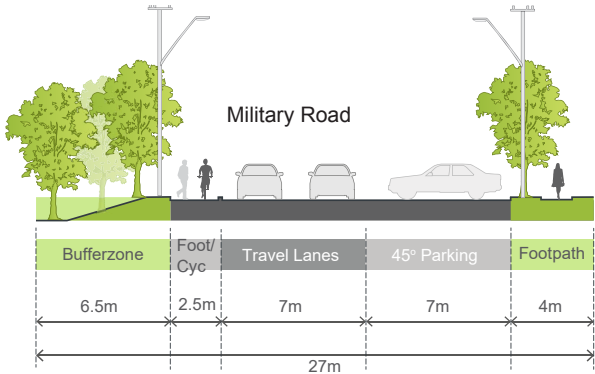 Military Road
Bufferzone
Foot/
Cyc
Travel Lanes
45° Parking
Footpath
6.5m
2.5m
7m
7m
4m
27m